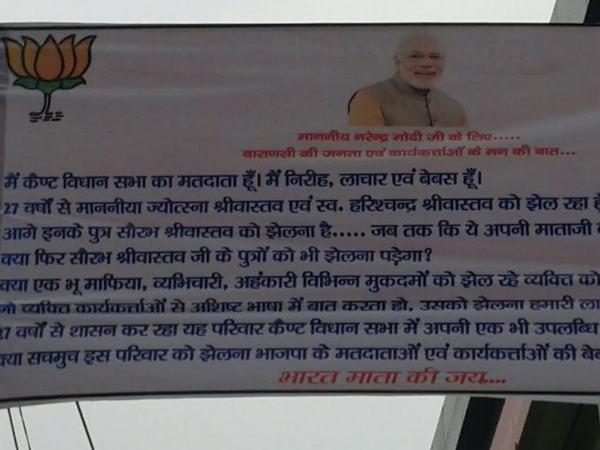 माननीय नरेन्द्र मोदी जी के लिए.....
वाराणसी की जनता एवं कार्यकर्त्ताओं के मन की बात...
मैं कैण्ट विधान सभा का मतदाता हूँ। मैं निरीह, लाचार एवं बेबस हूँ।
27 वर्षो से माननीया ज्योत्सना श्रीवास्तव एवं स्व. हरिश्चन्द्र श्रीवास्तव को झेल रहा
आगे इनके पुत्र सौरभ श्रीवास्तव को झेलना है..... जब तक कि ये अपनी माताजी
क्या फिर सौरभ श्रीवास्तव जी के पुत्रों को भी झेलना पड़ेगा?
क्या एक भू माफिया, व्यभिचारी, अहंकारी विभिन्न मुकदमों को झेल रहे व्यक्ति को
जो व्यक्ति कार्यकर्त्ताओं से अशिष्ट भाषा में बात करता हो, उसको झेलना हमारी
27 वर्षो से शासन कर रहा यह परिवार कैण्ट विधान सभा में अपनी एक भी उपलब्धि
क्या सचमुच इस परिवार को झेलना भाजपा के मतदाताओं एवं कार्यकर्त्ताओं की
भारत माता की जय....